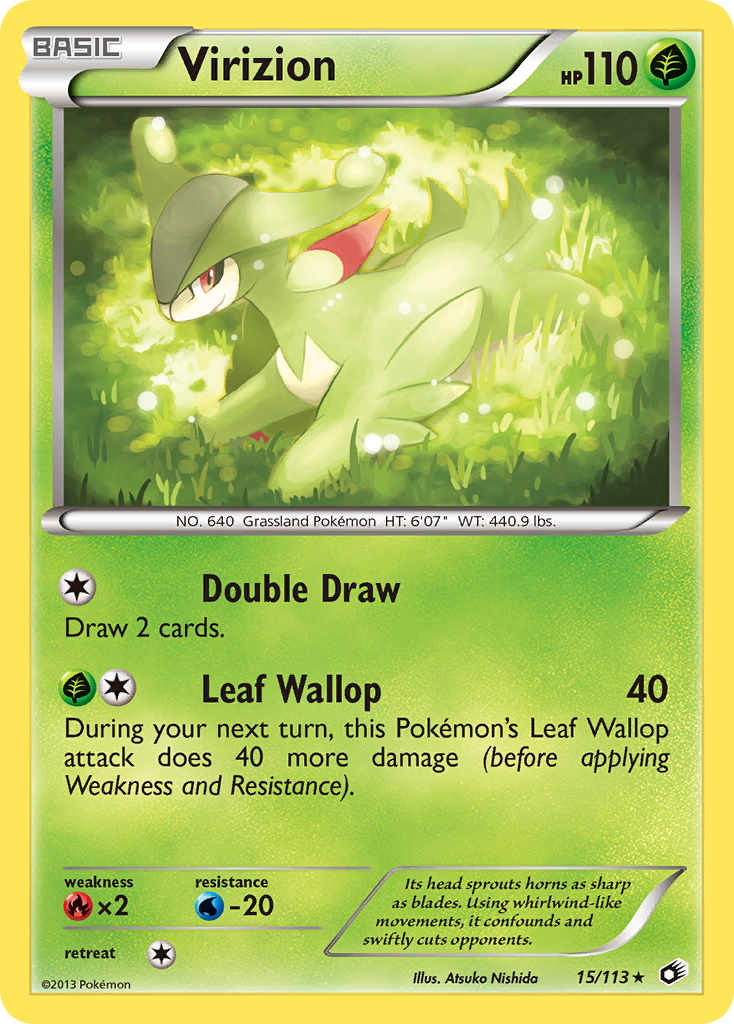 BASIC
Virizion
HP110
NO. 640 Grassland Pokémon HT: 6'07" WT: 440.9 lbs.
Double Draw
Draw 2 cards.
Leaf Wallop 40
During your next turn, this Pokémon's Leaf Wallop
attack does 40 more damage (before applying
Weakness and Resistance).
weakness
×2
resistance
-20
retreat
Its head sprouts horns as sharp
as blades. Using whirlwind-like
movements, it confounds and
swiftly cuts opponents.
©2013 Pokémon
Illus. Atsuko Nishida
15/113 ★